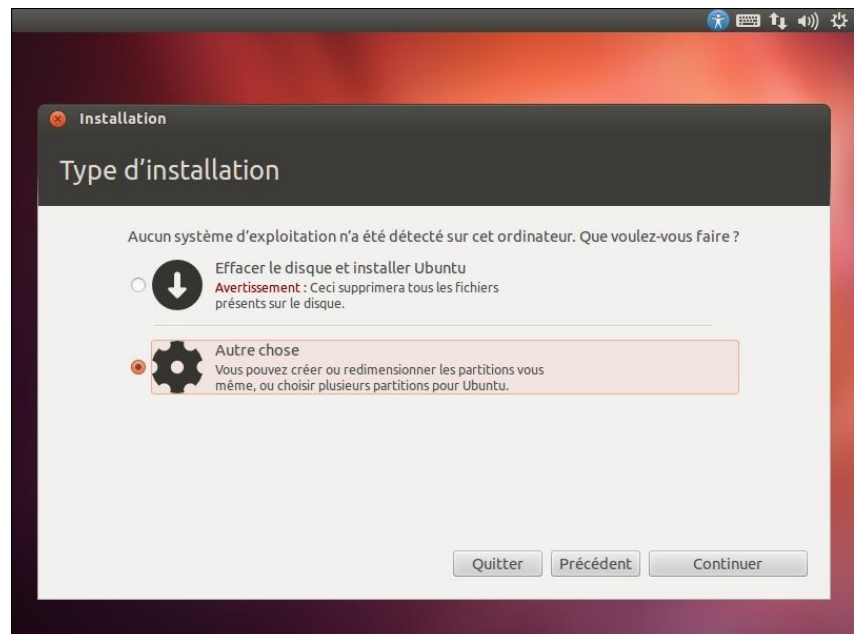 Installation
Type d'installation
Aucun système d'exploitation n'a été détecté sur cet ordinateur. Que voulez-vous faire ?
Effacer le disque et installer Ubuntu
Avertissement : Ceci supprimera tous les fichiers
présents sur le disque.
Autre chose
Vous pouvez créer ou redimensionner les partitions vous
même, ou choisir plusieurs partitions pour Ubuntu.
Quitter
Précédent
Continuer